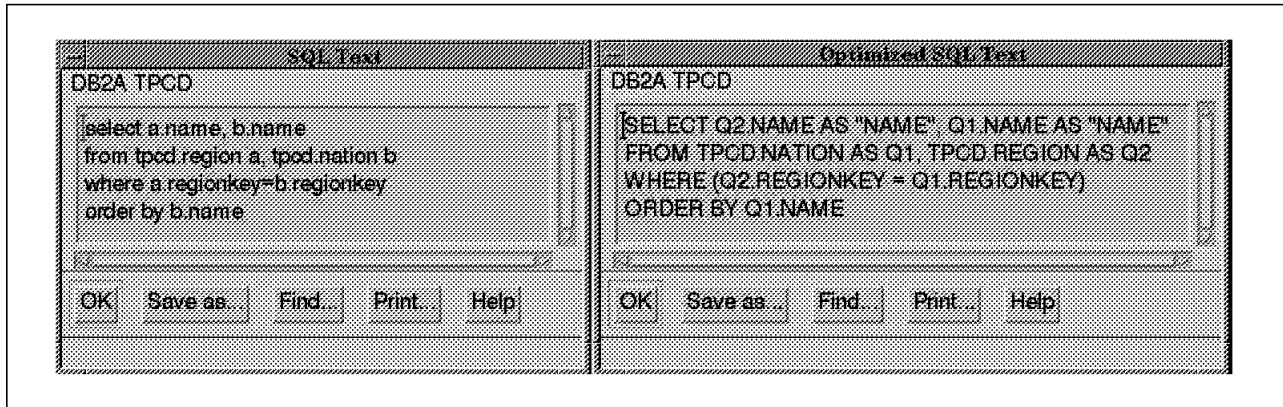 SQL Text
DB2A TPCD
select a.name, b.name
from tpcd.region a, tpcd.nation b
where a.regionkey=b.regionkey
order by b.name
OK Save as... Find... Print... Help
Optimized SQL Text
DB2A TPCD
SELECT Q2.NAME AS "NAME", Q1.NAME AS "NAME"
FROM TPCD.NATION AS Q1, TPCD.REGION AS Q2
WHERE (Q2.REGIONKEY = Q1.REGIONKEY)
ORDER BY Q1.NAME
OK Save as ... Find... Print... Help